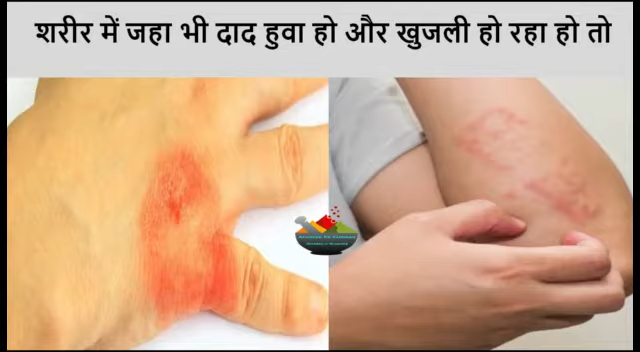 शरीर में जहा भी दाद हुवा हो और खुजली हो रहा हो तो